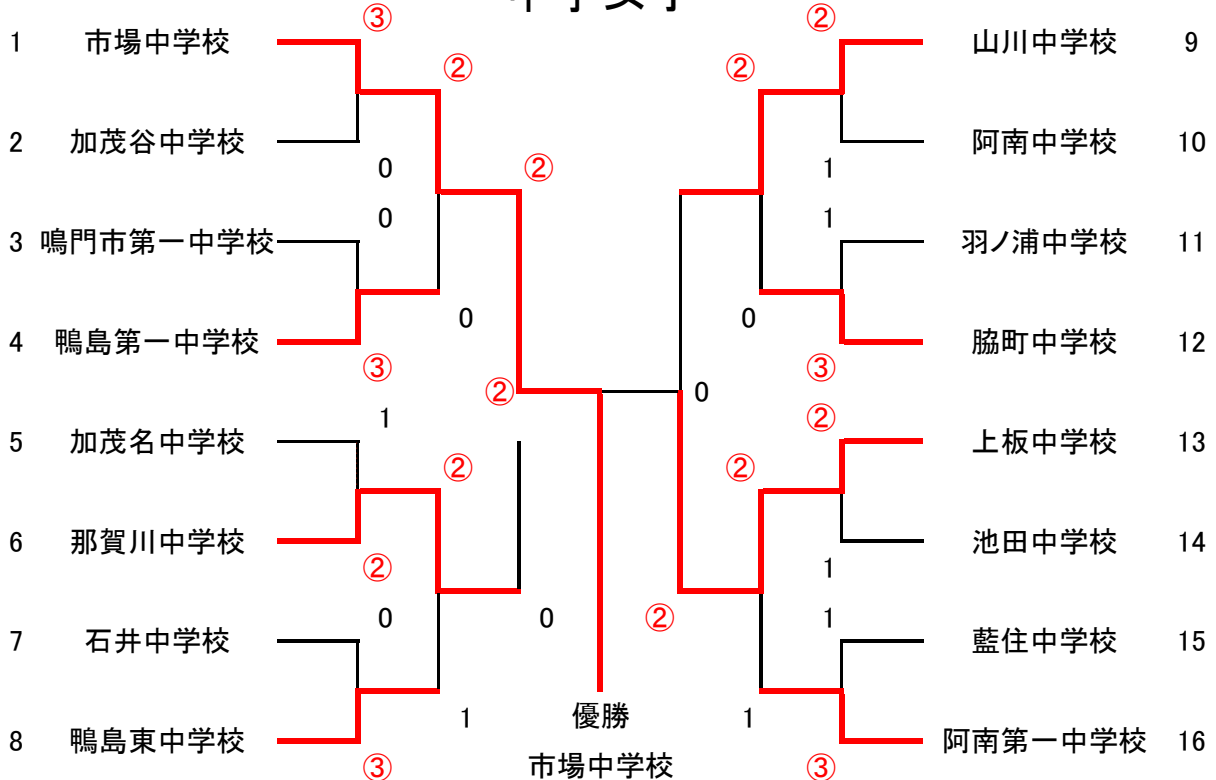 中学女子
③ ②
1 市場中学校 山川中学校 9
② ②
2 加茂谷中学校 阿南中学校 10
0 ② 1
0 1
3 鳴門市第一中学校 羽ノ浦中学校 11
0 0
4 鴨島第一中学校 脇町中学校 12
③ ③
② 0
1 ②
5 加茂名中学校 上板中学校 13
② ②
6 那賀川中学校 池田中学校 14
② 1
0 0 ② 1
7 石井中学校 藍住中学校 15
1 優勝 1
8 鴨島東中学校 阿南第一中学校 16
③ 市場中学校 ③